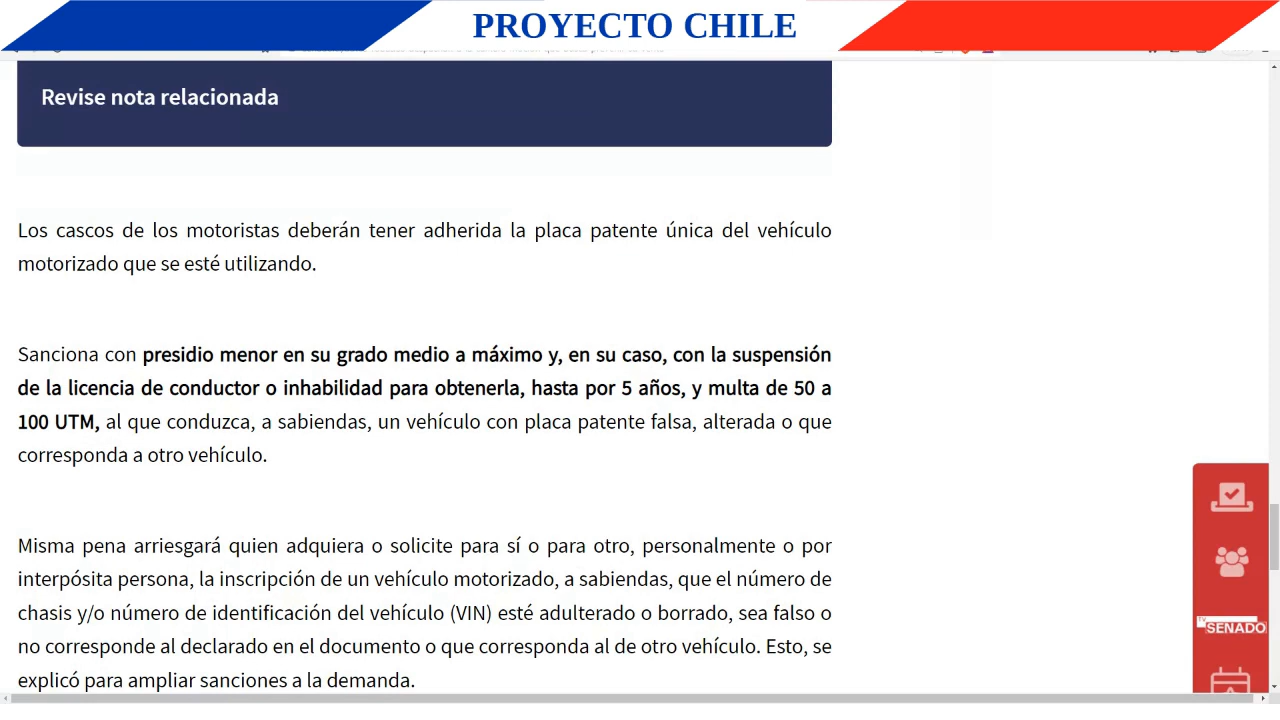 PROYECTO CHILE
Revise nota relacionada
Los cascos de los motoristas deberán tener adherida la placa patente única del vehículo
motorizado que se esté utilizando.
Sanciona con presidio menor en su grado medio a máximo y, en su caso, con la suspensión
de la licencia de conductor o inhabilidad para obtenerla, hasta por 5 años, y multa de 50 a
100 UTM, al que conduzca, a sabiendas, un vehículo con placa patente falsa, alterada o que
corresponda a otro vehículo.
Misma pena arriesgará quien adquiera o solicite para sí o para otro, personalmente o por
interpósita persona, la inscripción de un vehículo motorizado, a sabiendas, que el número de
chasis y/o número de identificación del vehículo (VIN) esté adulterado o borrado, sea falso o
no corresponde al declarado en el documento o que corresponda al de otro vehículo. Esto, se
explicó para ampliar sanciones a la demanda.
SENADO